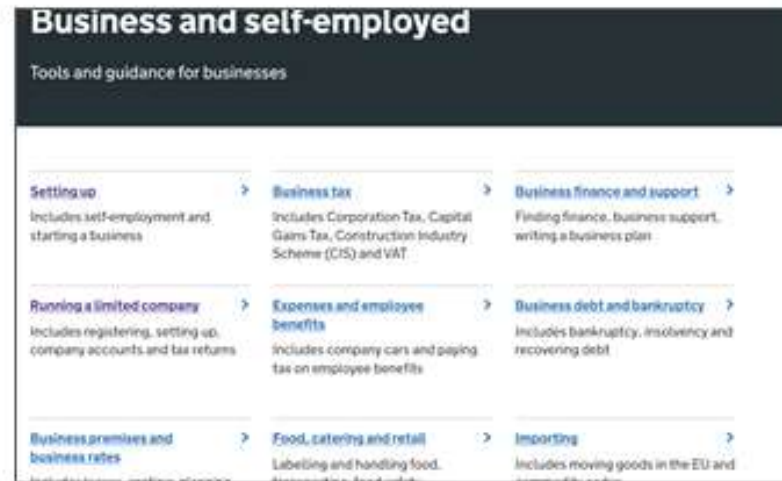 Business and self-employed
Tools and guidance for businesses
Setting up
Includes self-employment and
starting a business
Business tax
Includes Corporation Tax, Capital
Gains Tax, Construction Industry
Scheme (CIS) and VAT
Business finance and support
Finding finance, business support,
writing a business plan
Running a limited company
Includes registering, setting up,
company accounts and tax returns
Expenses and employee
benefits
Includes company cars and paying
tax on employee benefits
Business debt and bankruptcy
Includes bankruptcy, insolvency and
recovering debt
Business premises and
business rates
Food, catering and retail
Labelling and handling food,
Importing
Includes moving goods in the EU and